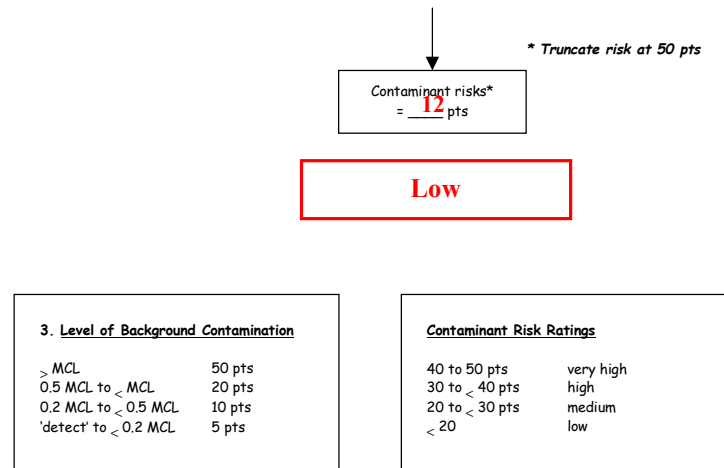 * Truncate risk at 50 pts
Contaminant risks*
= 12 pts
Low
3. Level of Background Contamination
> MCL 50 pts
0.5 MCL to < MCL 20 pts
0.2 MCL to < 0.5 MCL 10 pts
'detect' to < 0.2 MCL 5 pts
Contaminant Risk Ratings
40 to 50 pts very high
30 to < 40 pts high
20 to < 30 pts medium
< 20 low